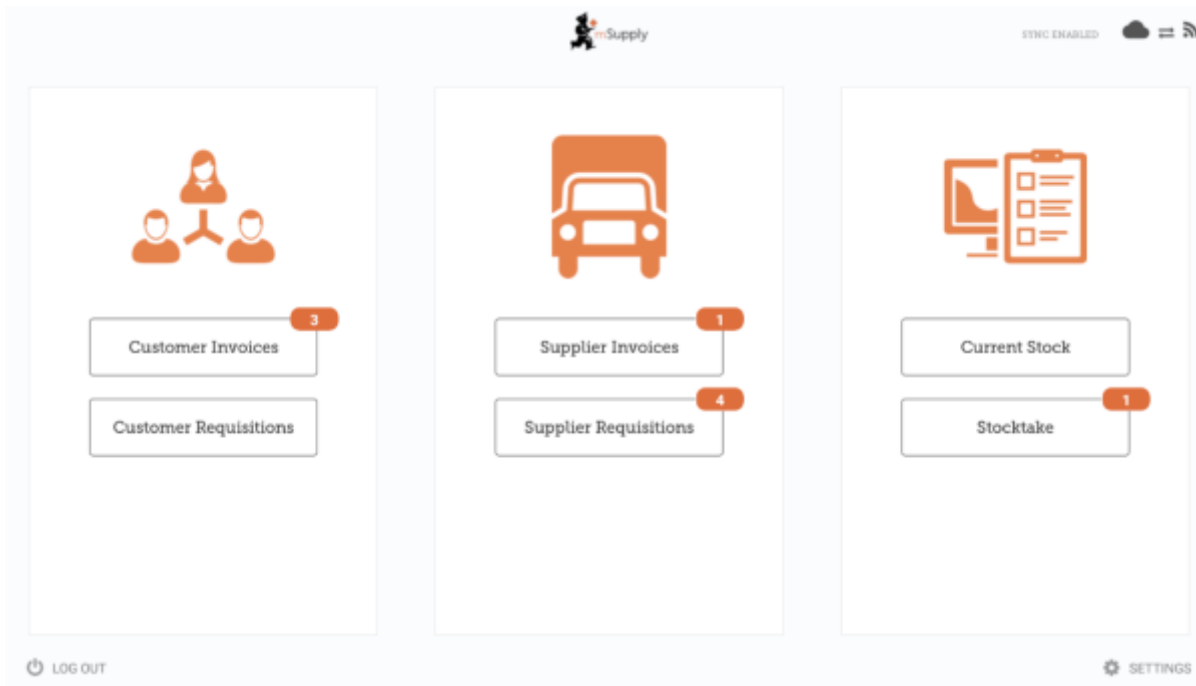 mSupply
SYNC ENABLED
3
Customer Invoices
Customer Requisitions
1
Supplier Invoices
4
Supplier Requisitions
Current Stock
1
Stocktake
LOG OUT
SETTINGS